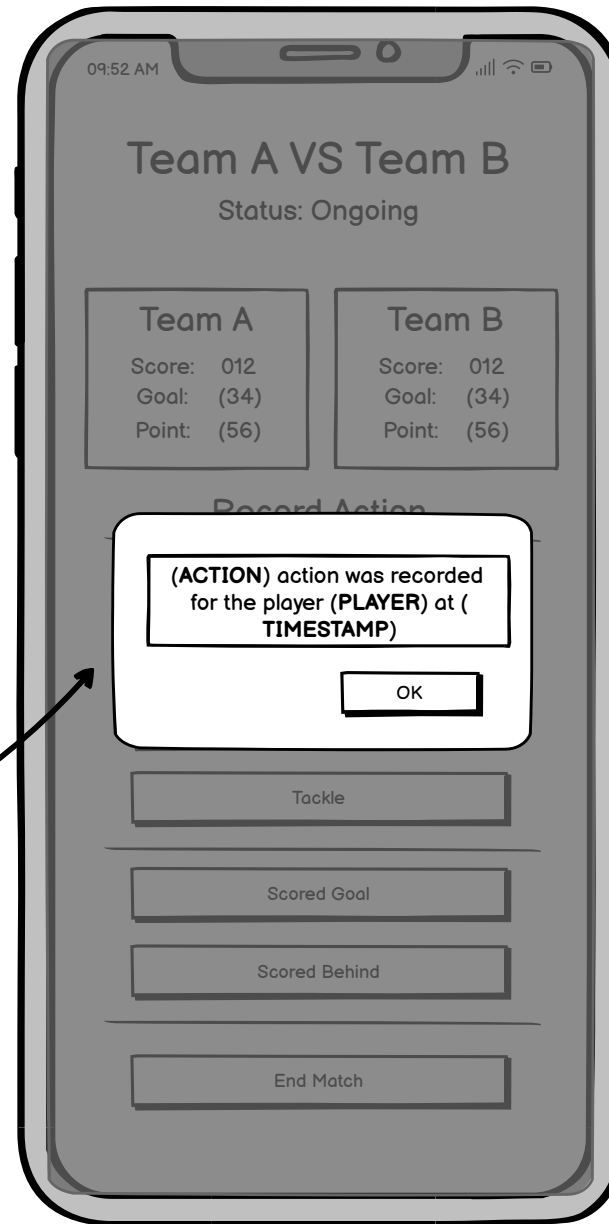 09:52 AM
Team A VS Team B
Status: Ongoing
Team A
Score: 012
Goal: (34)
Point: (56)
Team B
Score: 012
Goal: (34)
Point: (56)
Record Action
(ACTION) action was recorded
for the player (PLAYER) at (
TIMESTAMP)
OK
Tackle
Scored Goal
Scored Behind
End Match